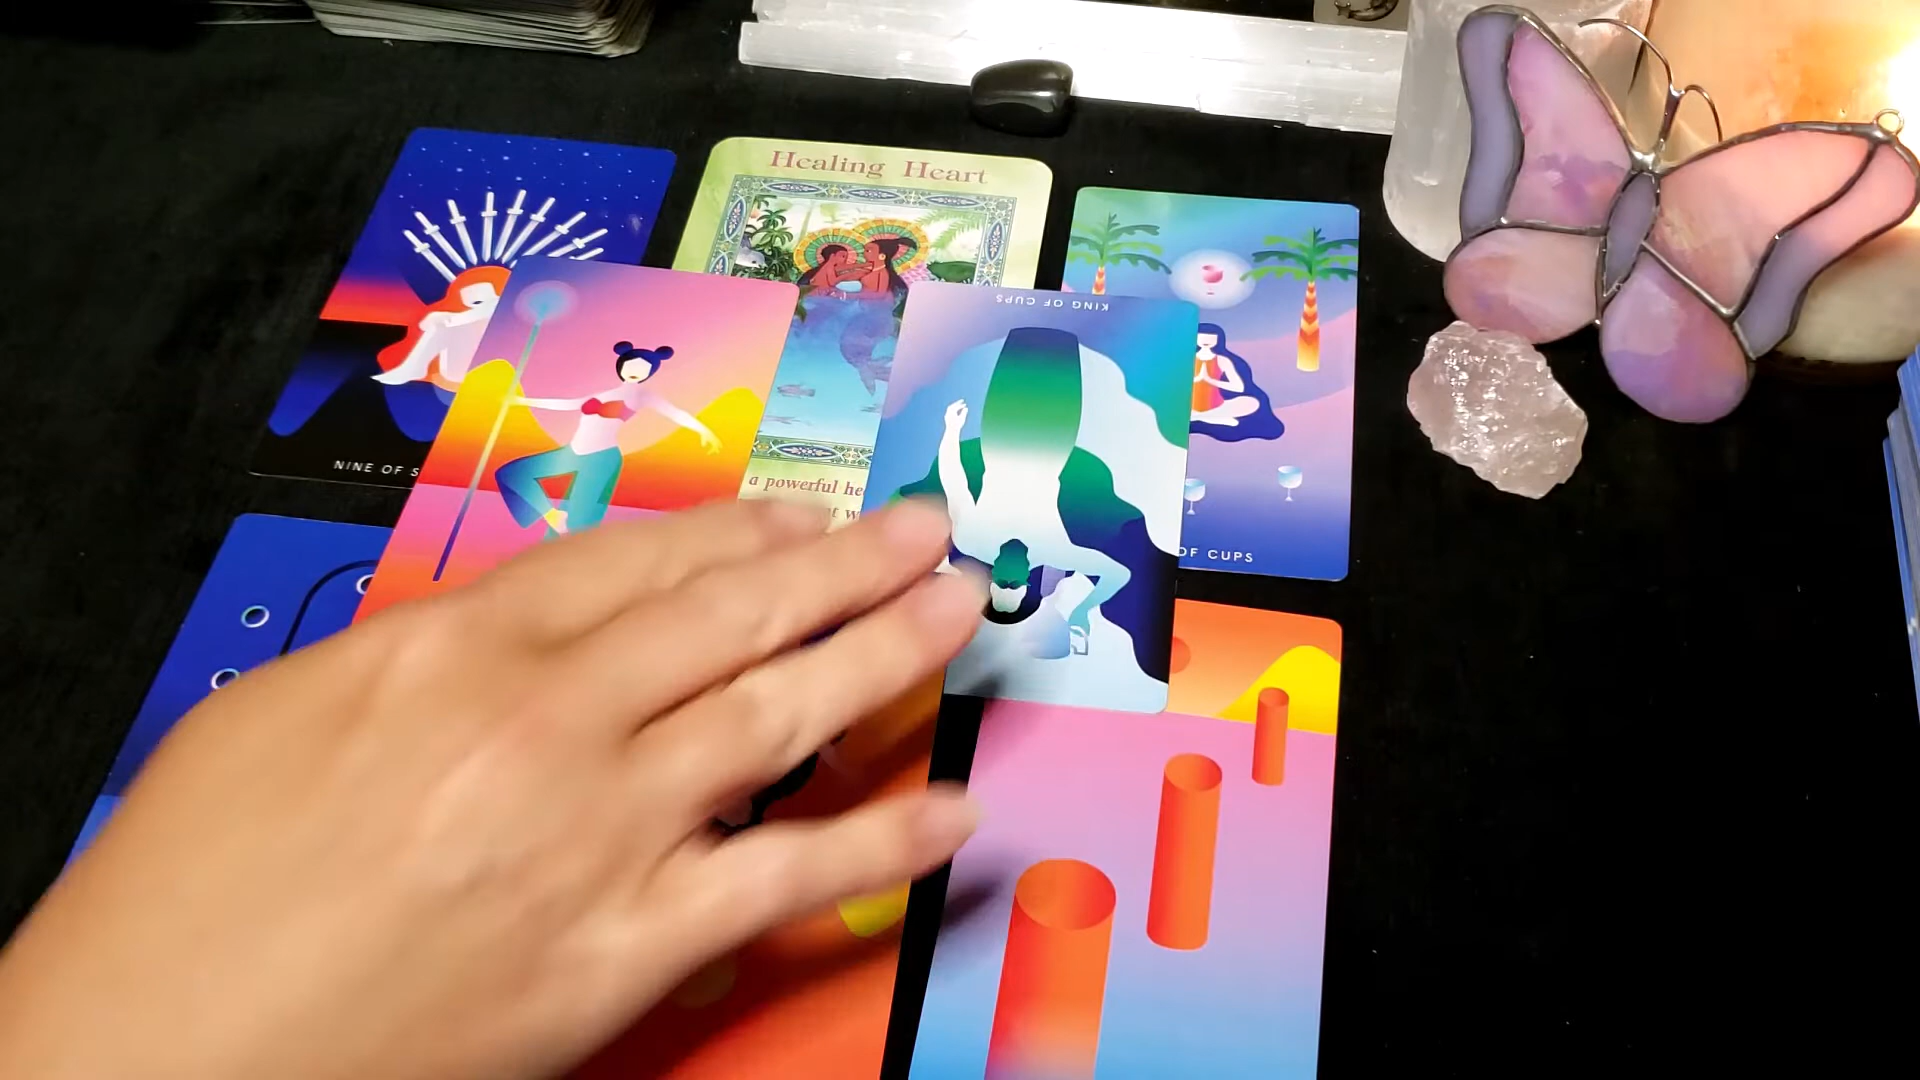 Healing Heart
KING OF CUPS
NINE OF S
a powerful he
OF CUPS